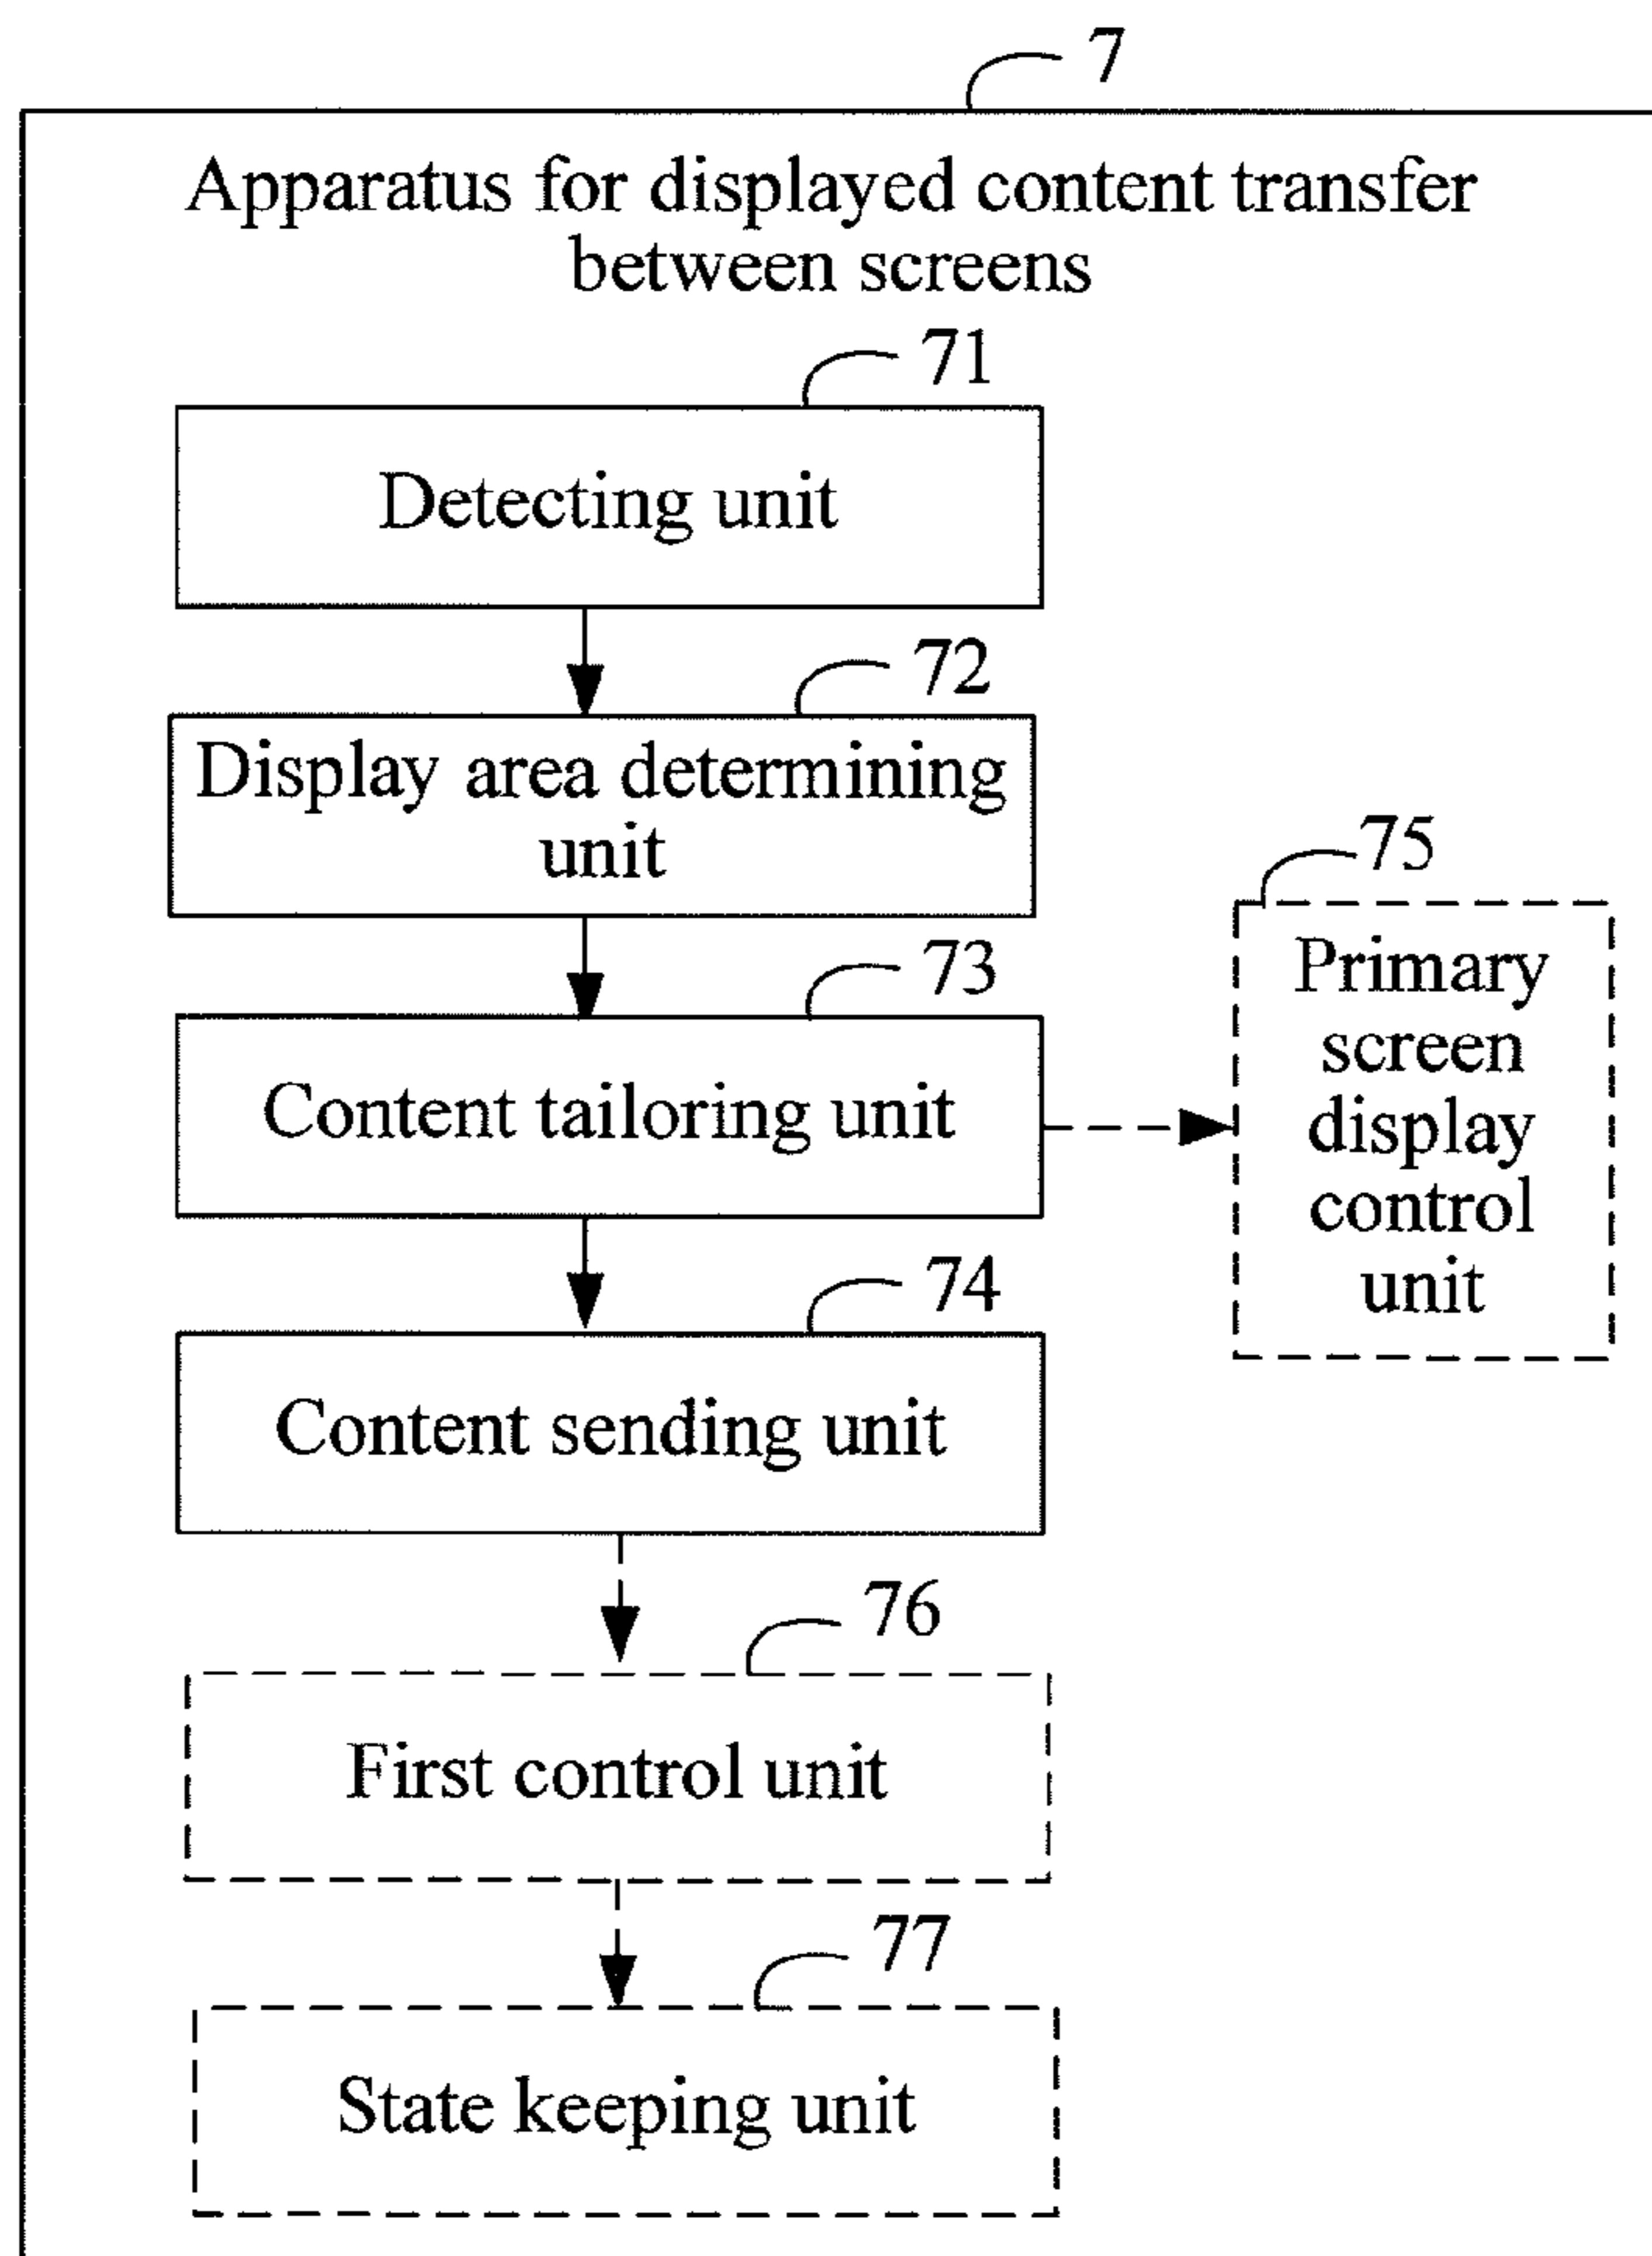 7
Apparatus for displayed content transfer
between screens
71
Detecting unit
72
Display area determining
unit
73
Content tailoring unit
75
Primary
screen
display
control
unit
74
Content sending unit
76
First control unit
77
State keeping unit